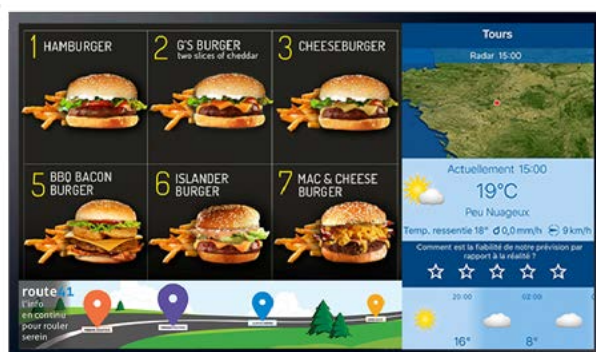 1 HAMBURGER
2 G'S BURGER
two slices of cheddar
3 CHEESEBURGER
5 BBQ BACON
BURGER
6 ISLANDER
BURGER
7 MAC & CHEESE
BURGER
route41
l'info
en continu
pour rouler
serein
Tours
Radar 15:00
Actuellement 15:00
19°C
Peu Nuageux
Temp. ressentie 18° 0,0mm/h 9km/h
Comment est la fiabilité de notre prévision par
rapport à la réalité ?
20:00 02:00
16° 8°